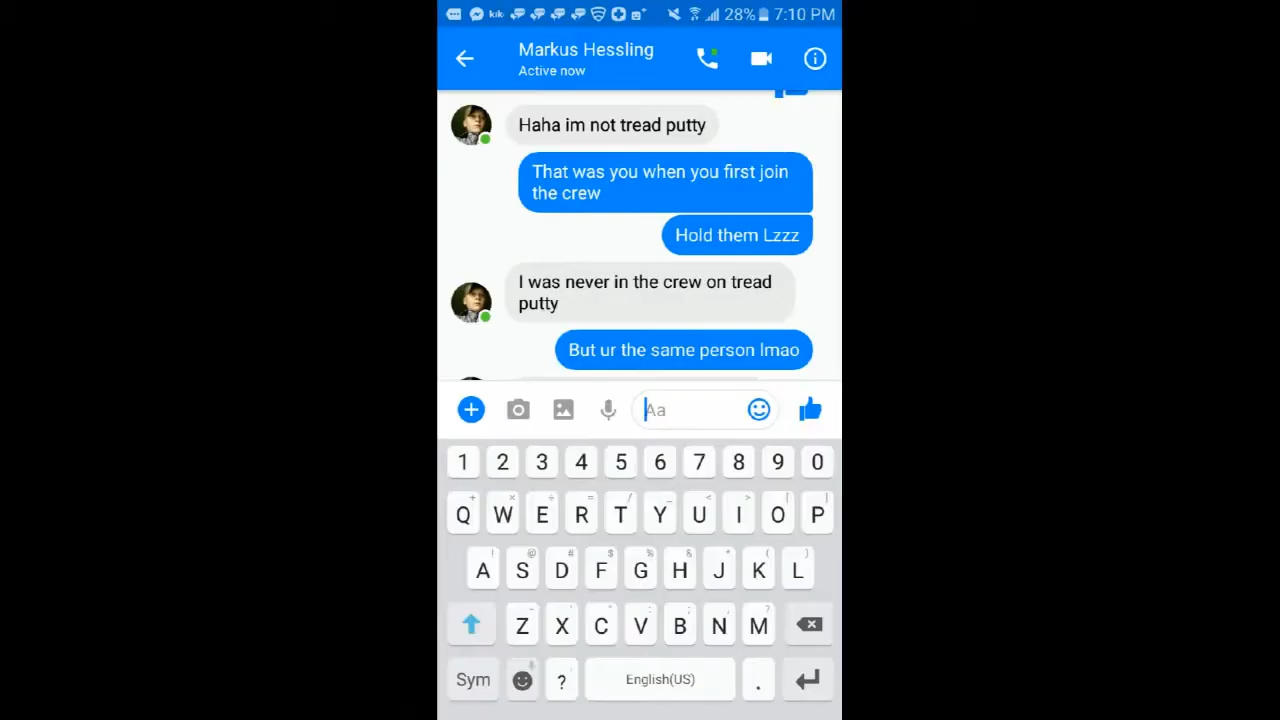 kik 28% 7:10 PM
Markus Hessling
Active now
Haha im not tread putty
That was you when you first join
the crew
Hold them Lzzz
I was never in the crew on tread
putty
But ur the same person lmao
Aa
1 2 3 4 5 6 7 8 9 0
+ × ÷ = / _ < > [ ]
Q W E R T Y U I O P
! @ # $ % & * ( )
A S D F G H J K L
- ' " : ; , ?
Z X C V B N M
Sym ? English(US) .